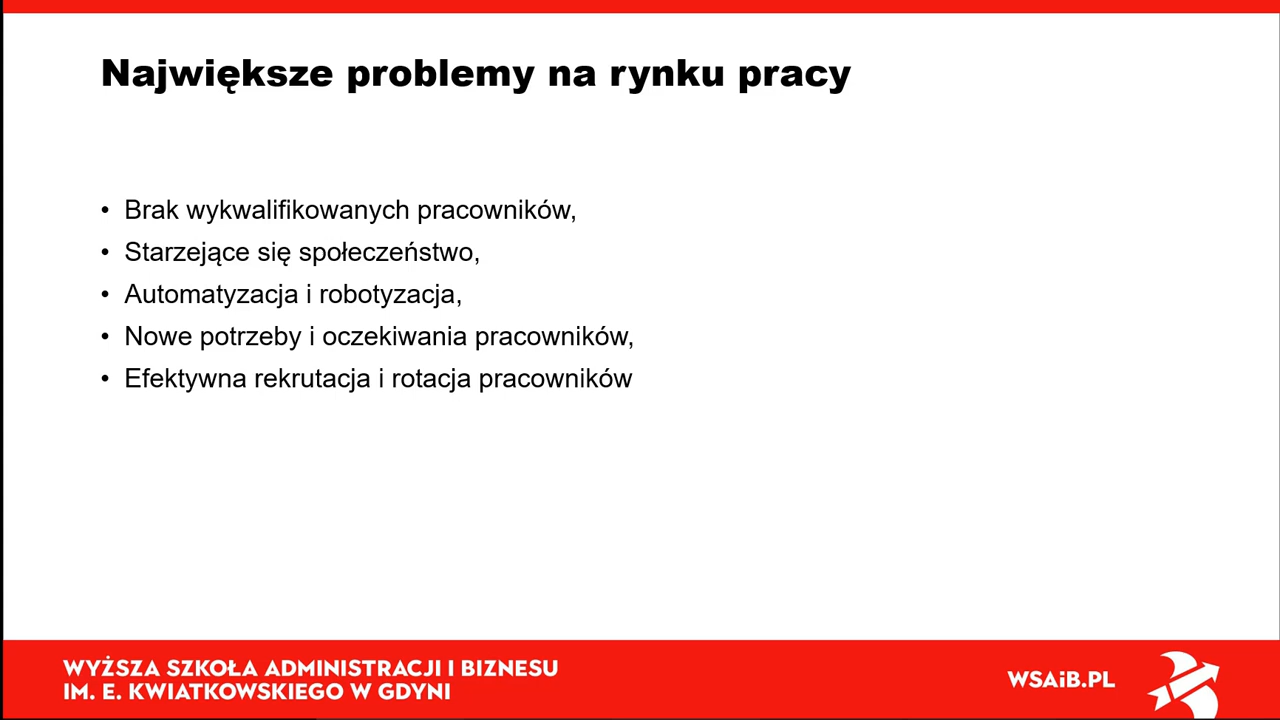 Największe problemy na rynku pracy
• Brak wykwalifikowanych pracowników,
• Starzejące się społeczeństwo,
• Automatyzacja i robotyzacja,
• Nowe potrzeby i oczekiwania pracowników,
• Efektywna rekrutacja i rotacja pracowników
WYŻSZA SZKOŁA ADMINISTRACJI I BIZNESU
IM. E. KWIATKOWSKIEGO W GDYNI
WSAiB.PL